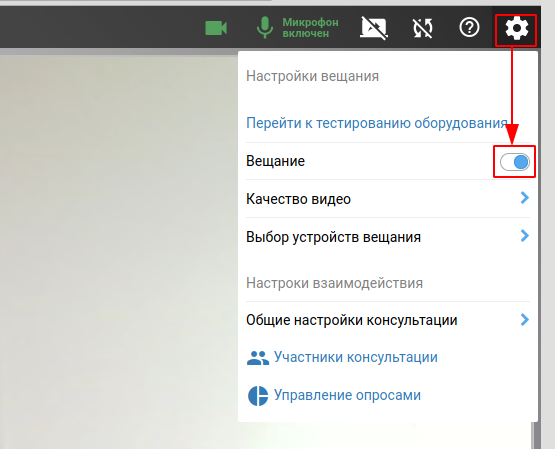 Микрофон
включен
Настройки вещания
Перейти к тестированию оборудования
Вещание
Качество видео
Выбор устройств вещания
Настроки взаимодействия
Общие настройки консультации
Участники консультации
Управление опросами